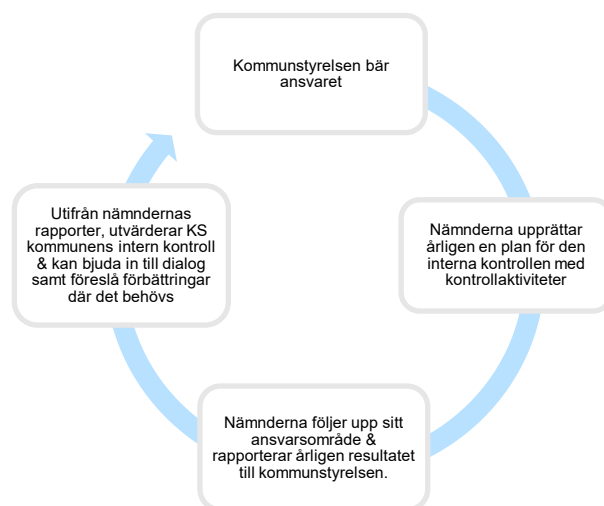 Kommunstyrelsen bär
ansvaret
Nämnderna upprättar
årligen en plan för den
interna kontrollen med
kontrollaktiviteter
Nämnderna följer upp sitt
ansvarsområde &
rapporterar årligen resultatet
till kommunstyrelsen.
Utifrån nämndernas
rapporter, utvärderar KS
kommunens intern kontroll
& kan bjuda in till dialog
samt föreslå förbättringar
där det behövs